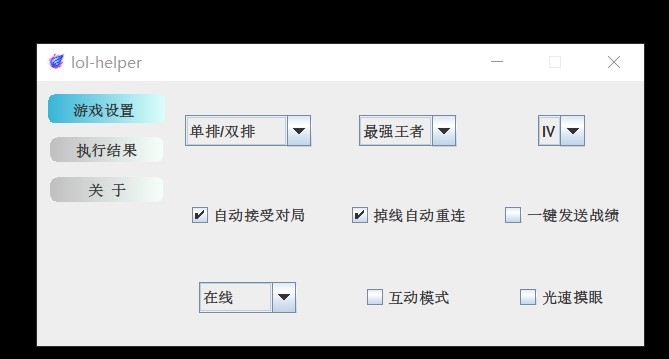 lol-helper
游戏设置
执行结果
关 于
单排/双排
最强王者
IV
自动接受对局
掉线自动重连
一键发送战绩
在线
互动模式
光速摸眼